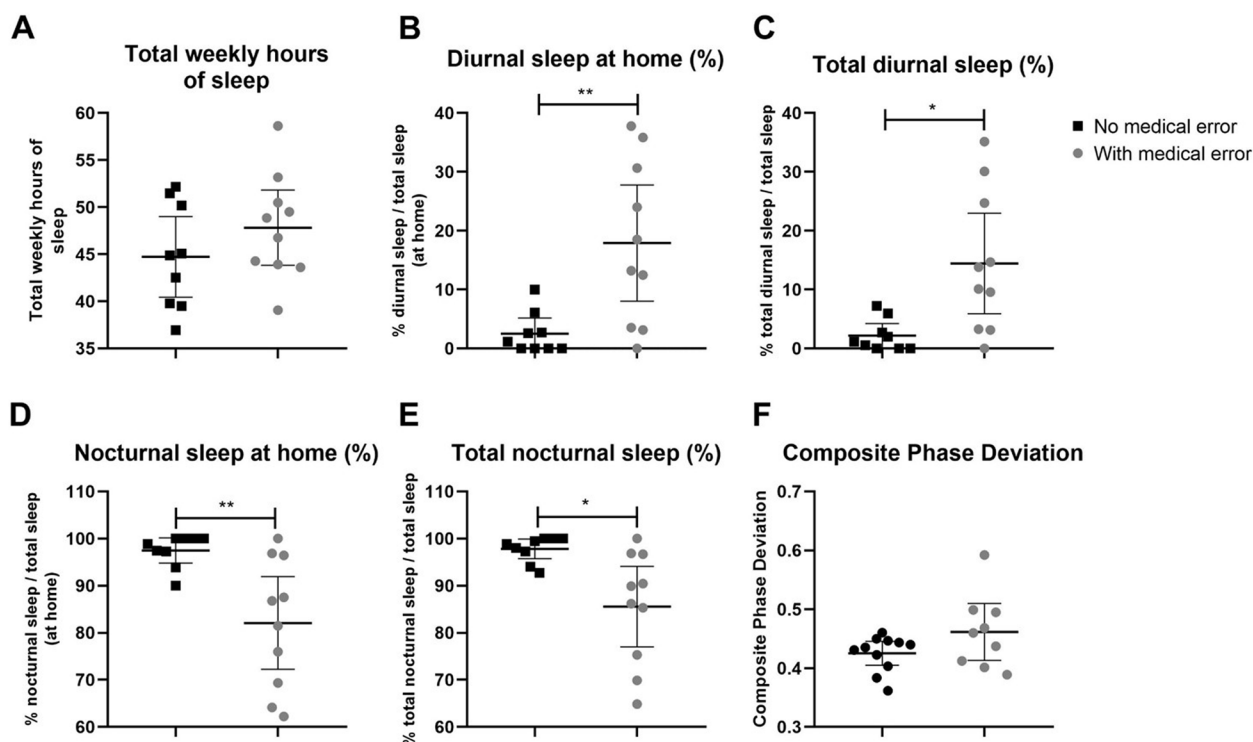 A
Total weekly hours
of sleep
Total weekly hours of
sleep
60
55
50
45
40
35
B
Diurnal sleep at home (%)
**
% diurnal sleep / total sleep
(at home)
40
30
20
10
0
C
Total diurnal sleep (%)
*
% total diurnal sleep / total sleep
40
30
20
10
0
No medical error
With medical error
D
Nocturnal sleep at home (%)
**
% nocturnal sleep / total sleep
(at home)
110
100
90
80
70
60
E
Total nocturnal sleep (%)
*
% total nocturnal sleep / total sleep
110
100
90
80
70
60
F
Composite Phase Deviation
Composite Phase Deviation
0.7
0.6
0.5
0.4
0.3